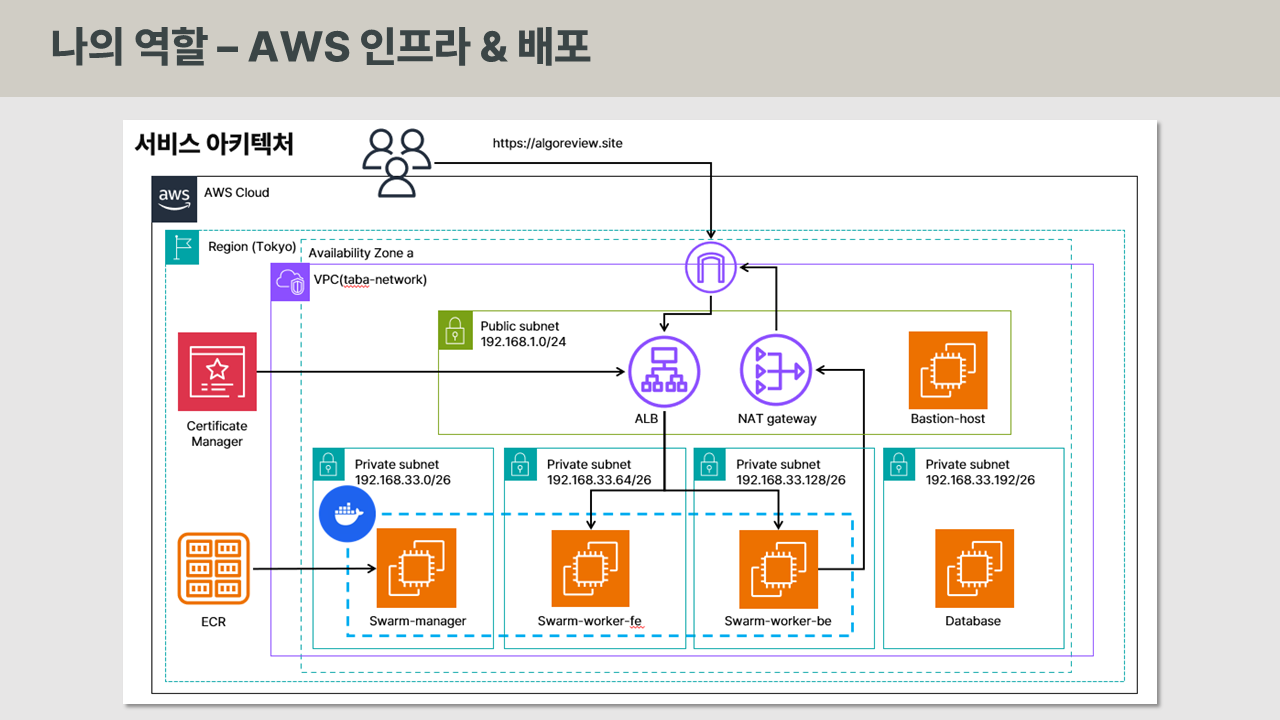 나의 역할 – AWS 인프라 & 배포
서비스 아키텍처
https://algoreview.site
aws
AWS Cloud
Region (Tokyo)
Availability Zone a
VPC(taba-network)
Public subnet
192.168.1.0/24
Certificate
Manager
ALB
NAT gateway
Bastion-host
Private subnet
192.168.33.0/26
Private subnet
192.168.33.64/26
Private subnet
192.168.33.128/26
Private subnet
192.168.33.192/26
ECR
Swarm-manager
Swarm-worker-fe
Swarm-worker-be
Database